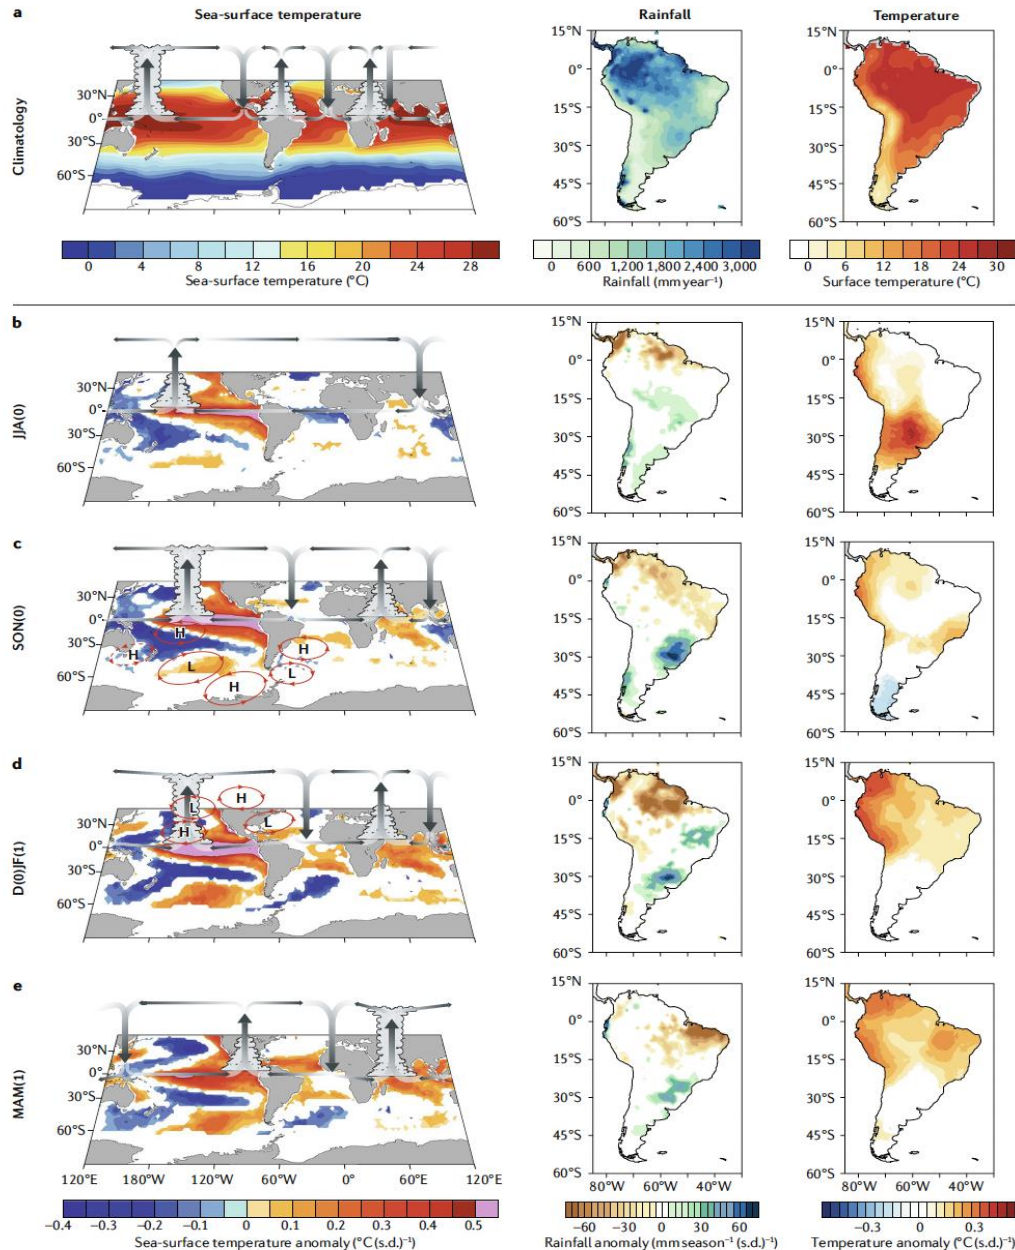 a
Sea-surface temperature
Rainfall
Temperature
Climatology
30°N
0°
30°S
60°S
15°N
0°
15°S
30°S
45°S
60°S
15°N
0°
15°S
30°S
45°S
60°S
0 4 8 12 16 20 24 28
Sea-surface temperature (°C)
0 600 1,200 1,800 2,400 3,000
Rainfall (mm year⁻¹)
0 6 12 18 24 30
Surface temperature (°C)
b
JJA(0)
30°N
0°
30°S
60°S
15°N
0°
15°S
30°S
45°S
60°S
15°N
0°
15°S
30°S
45°S
60°S
c
SON(0)
30°N
0°
30°S
60°S
H
H
L
H
H
L
15°N
0°
15°S
30°S
45°S
60°S
15°N
0°
15°S
30°S
45°S
60°S
d
D(0)JF(1)
30°N
0°
30°S
60°S
L
H
H
L
15°N
0°
15°S
30°S
45°S
60°S
15°N
0°
15°S
30°S
45°S
60°S
e
MAM(1)
30°N
0°
30°S
60°S
120°E 180°W 120°W 60°W 0° 60°E 120°E
15°N
0°
15°S
30°S
45°S
60°S
80°W 60°W 40°W
15°N
0°
15°S
30°S
45°S
60°S
80°W 60°W 40°W
−0.4 −0.3 −0.2 −0.1 0 0.1 0.2 0.3 0.4 0.5
Sea-surface temperature anomaly (°C (s.d.)⁻¹)
−60 −30 0 30 60
Rainfall anomaly (mm season⁻¹ (s.d.)⁻¹)
−0.3 0 0.3
Temperature anomaly (°C (s.d.)⁻¹)